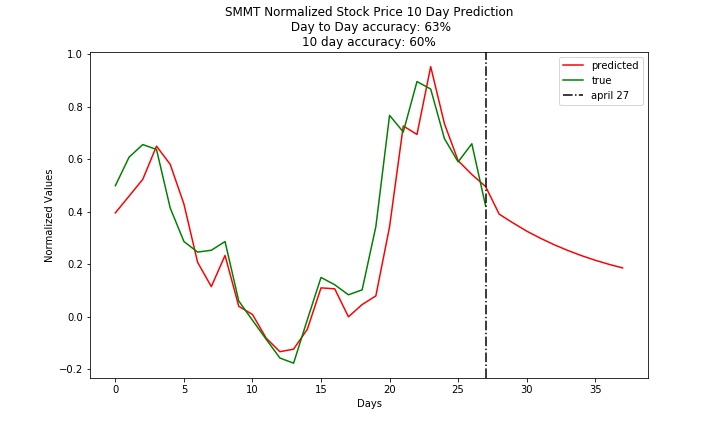 SMMT Normalized Stock Price 10 Day Prediction
Day to Day accuracy: 63%
10 day accuracy: 60%
predicted
true
april 27
Normalized Values
1.0
0.8
0.6
0.4
0.2
0.0
−0.2
0 5 10 15 20 25 30 35
Days